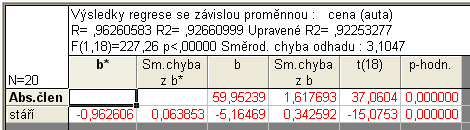 Výsledky regrese se závislou proměnnou : cena (auta)
R= ,96260583 R2= ,92660999 Upravené R2= ,92253277
F(1,18)=227,26 p<,00000 Směrod. chyba odhadu : 3,1047
N=20 b* Sm.chyba z b* b Sm.chyba z b t(18) p-hodn.
Abs.člen 59,95239 1,617693 37,0604 0,000000
stáří -0,962606 0,063853 -5,16469 0,342592 -15,0753 0,000000